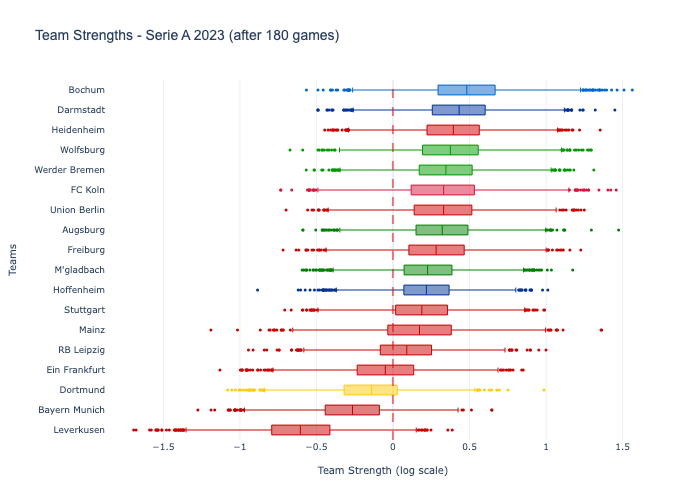 Team Strengths - Serie A 2023 (after 180 games)
Bochum
Darmstadt
Heidenheim
Wolfsburg
Werder Bremen
FC Koln
Union Berlin
Augsburg
Freiburg
M'gladbach
Hoffenheim
Stuttgart
Mainz
RB Leipzig
Ein Frankfurt
Dortmund
Bayern Munich
Leverkusen
Teams
−1.5 −1 −0.5 0 0.5 1 1.5
Team Strength (log scale)